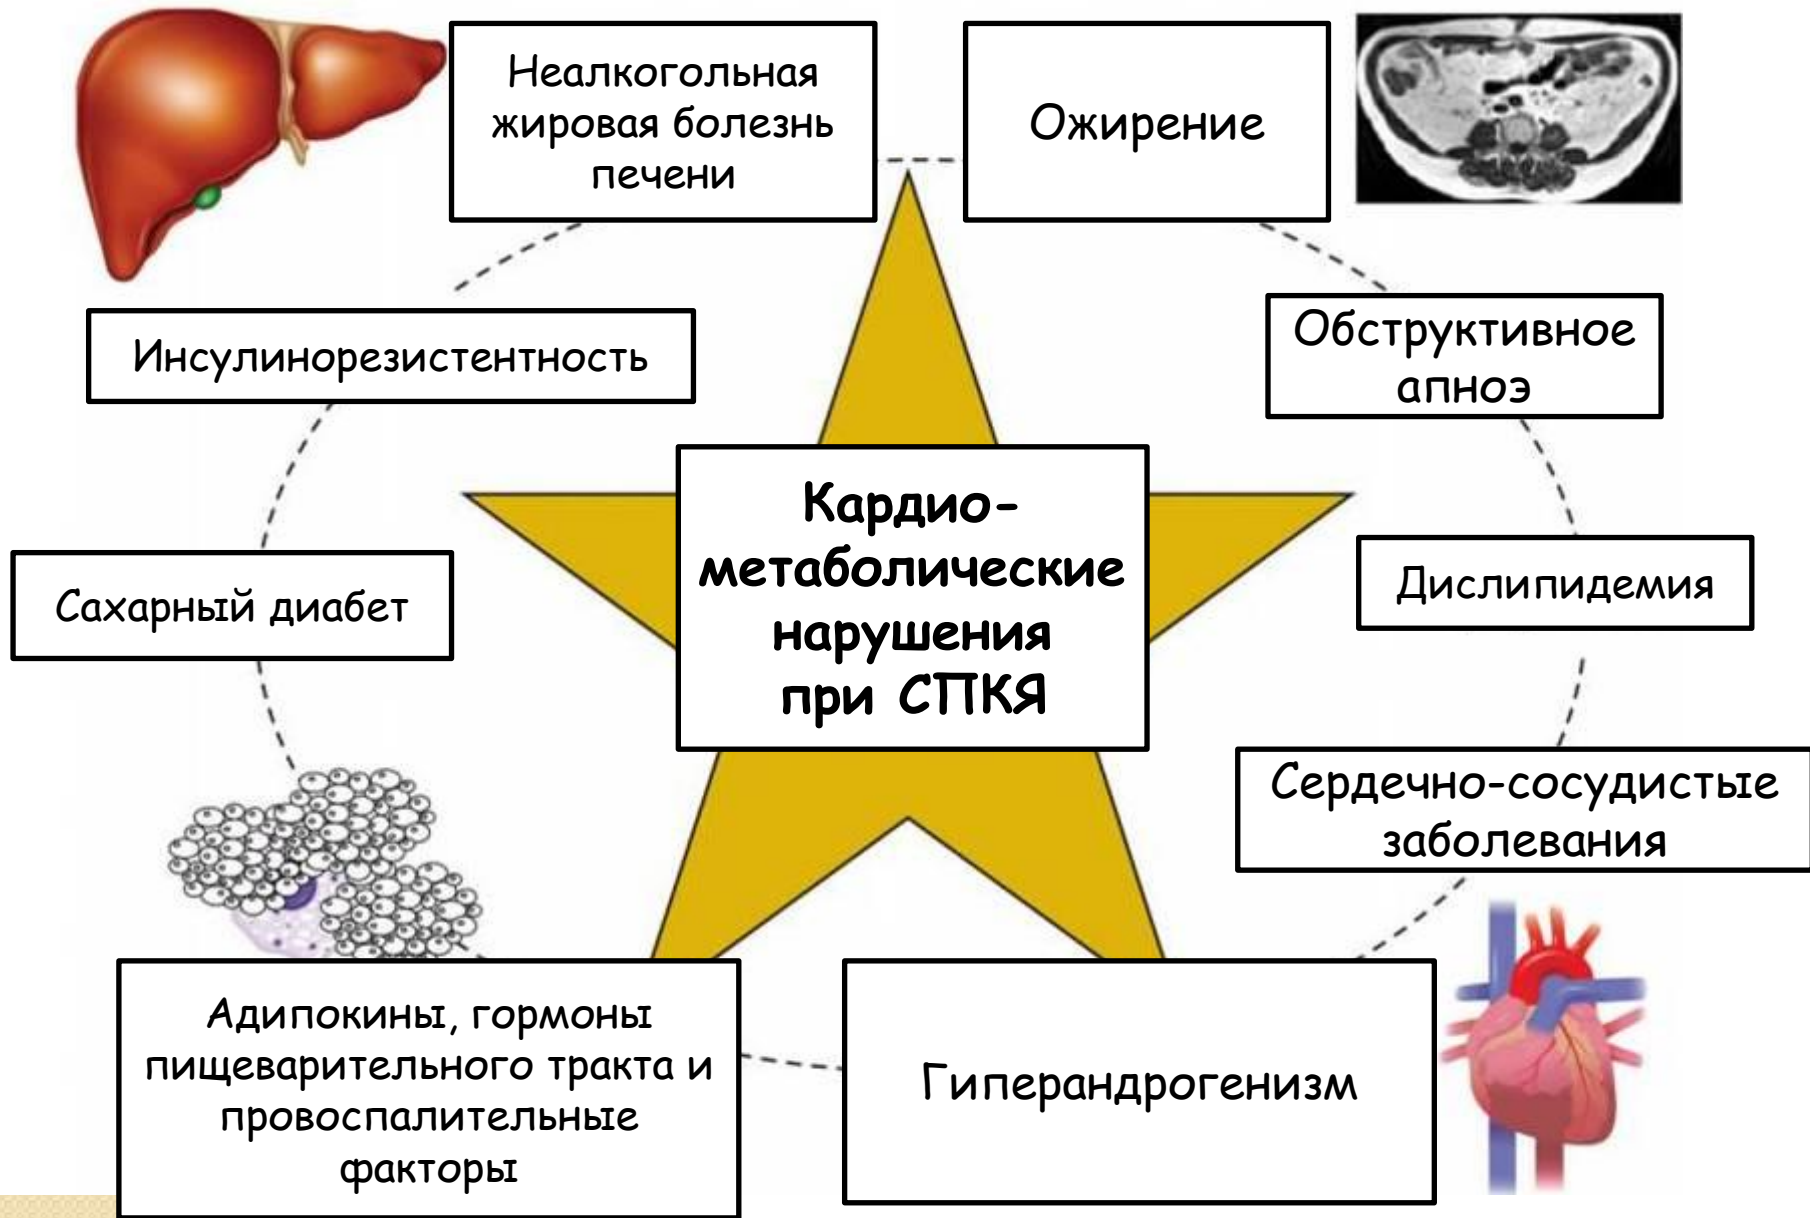 Неалкогольная
жировая болезнь
печени
Ожирение
Инсулинорезистентность
Обструктивное
апноэ
Кардио-
метаболические
нарушения
при СПКЯ
Сахарный диабет
Дислипидемия
Сердечно-сосудистые
заболевания
Адипокины, гормоны
пищеварительного тракта и
провоспалительные
факторы
Гиперандрогенизм